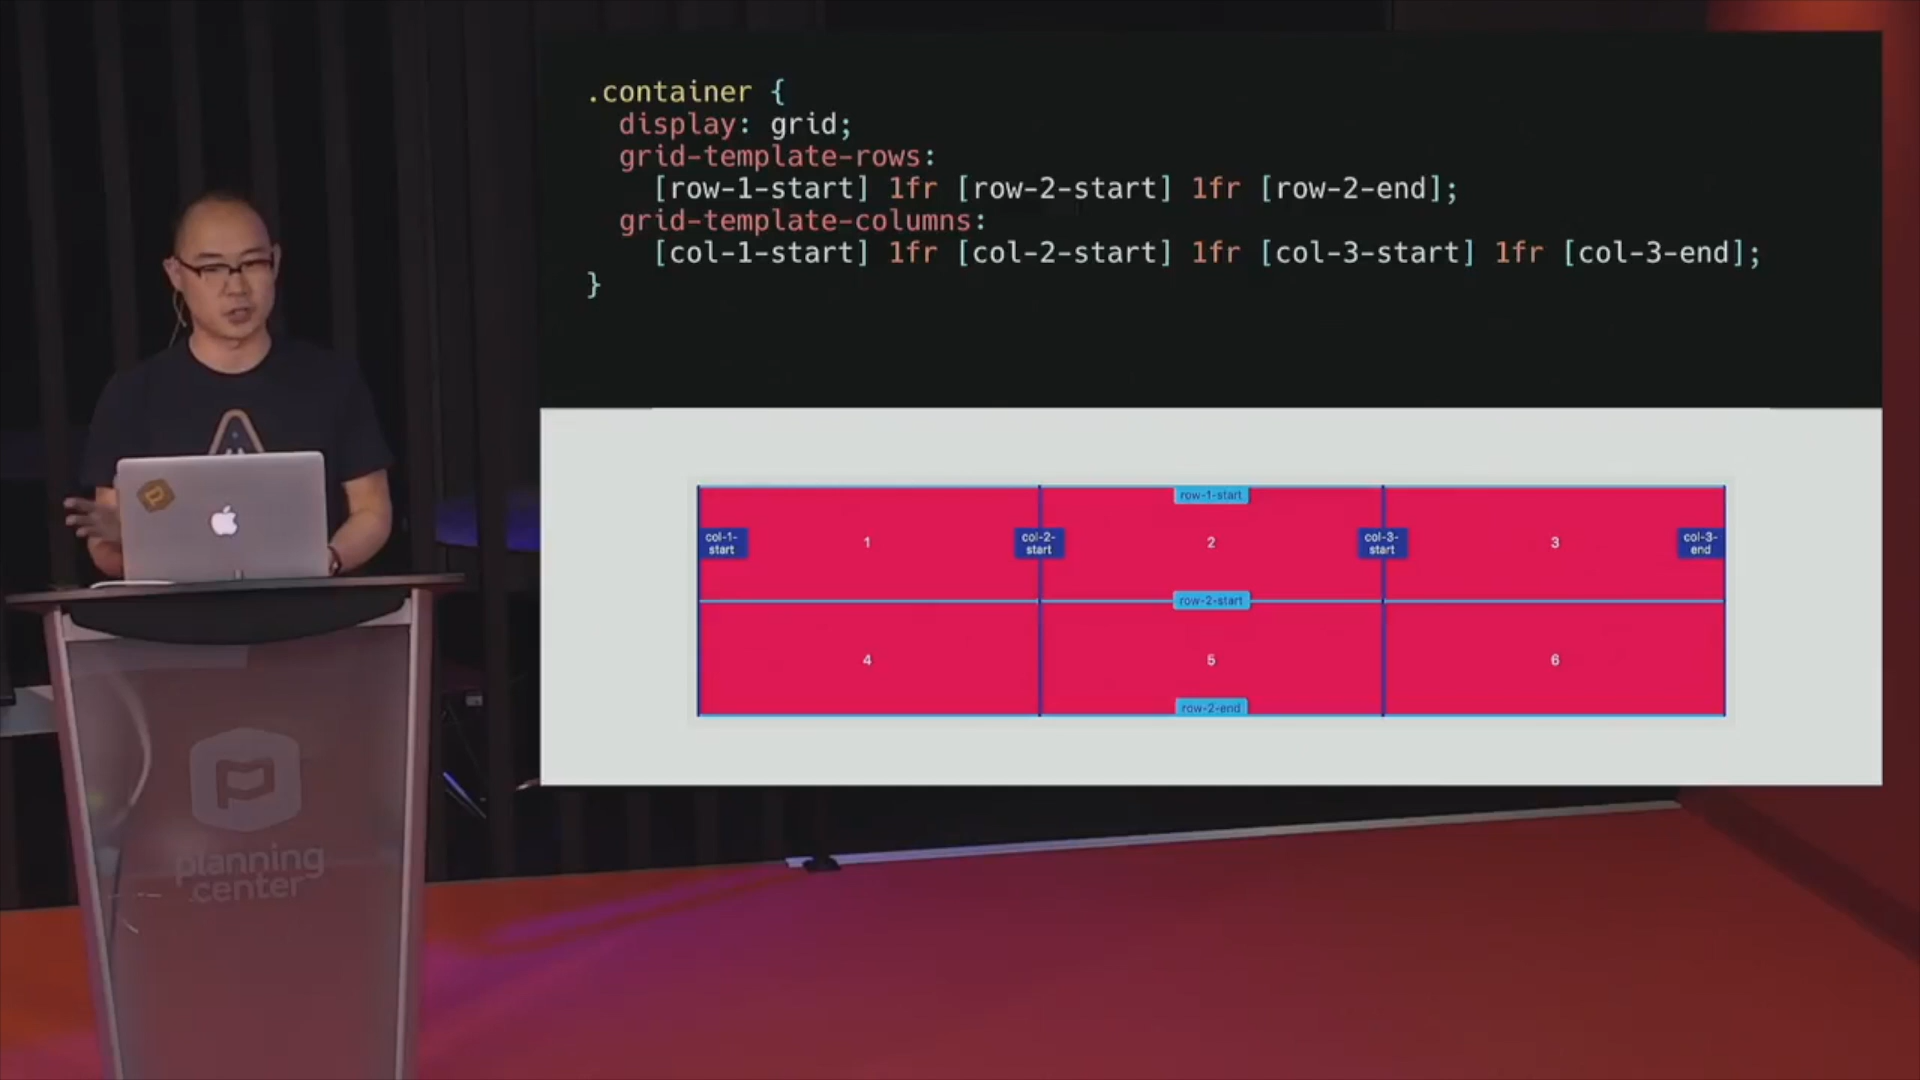 .container {
display: grid;
grid-template-rows:
[row-1-start] 1fr [row-2-start] 1fr [row-2-end];
grid-template-columns:
[col-1-start] 1fr [col-2-start] 1fr [col-3-start] 1fr [col-3-end];
}
row-1-start
col-1-
start
1
col-2-
start
2
col-3-
start
3
col-3-
end
row-2-start
4
5
6
row-2-end
planning
center